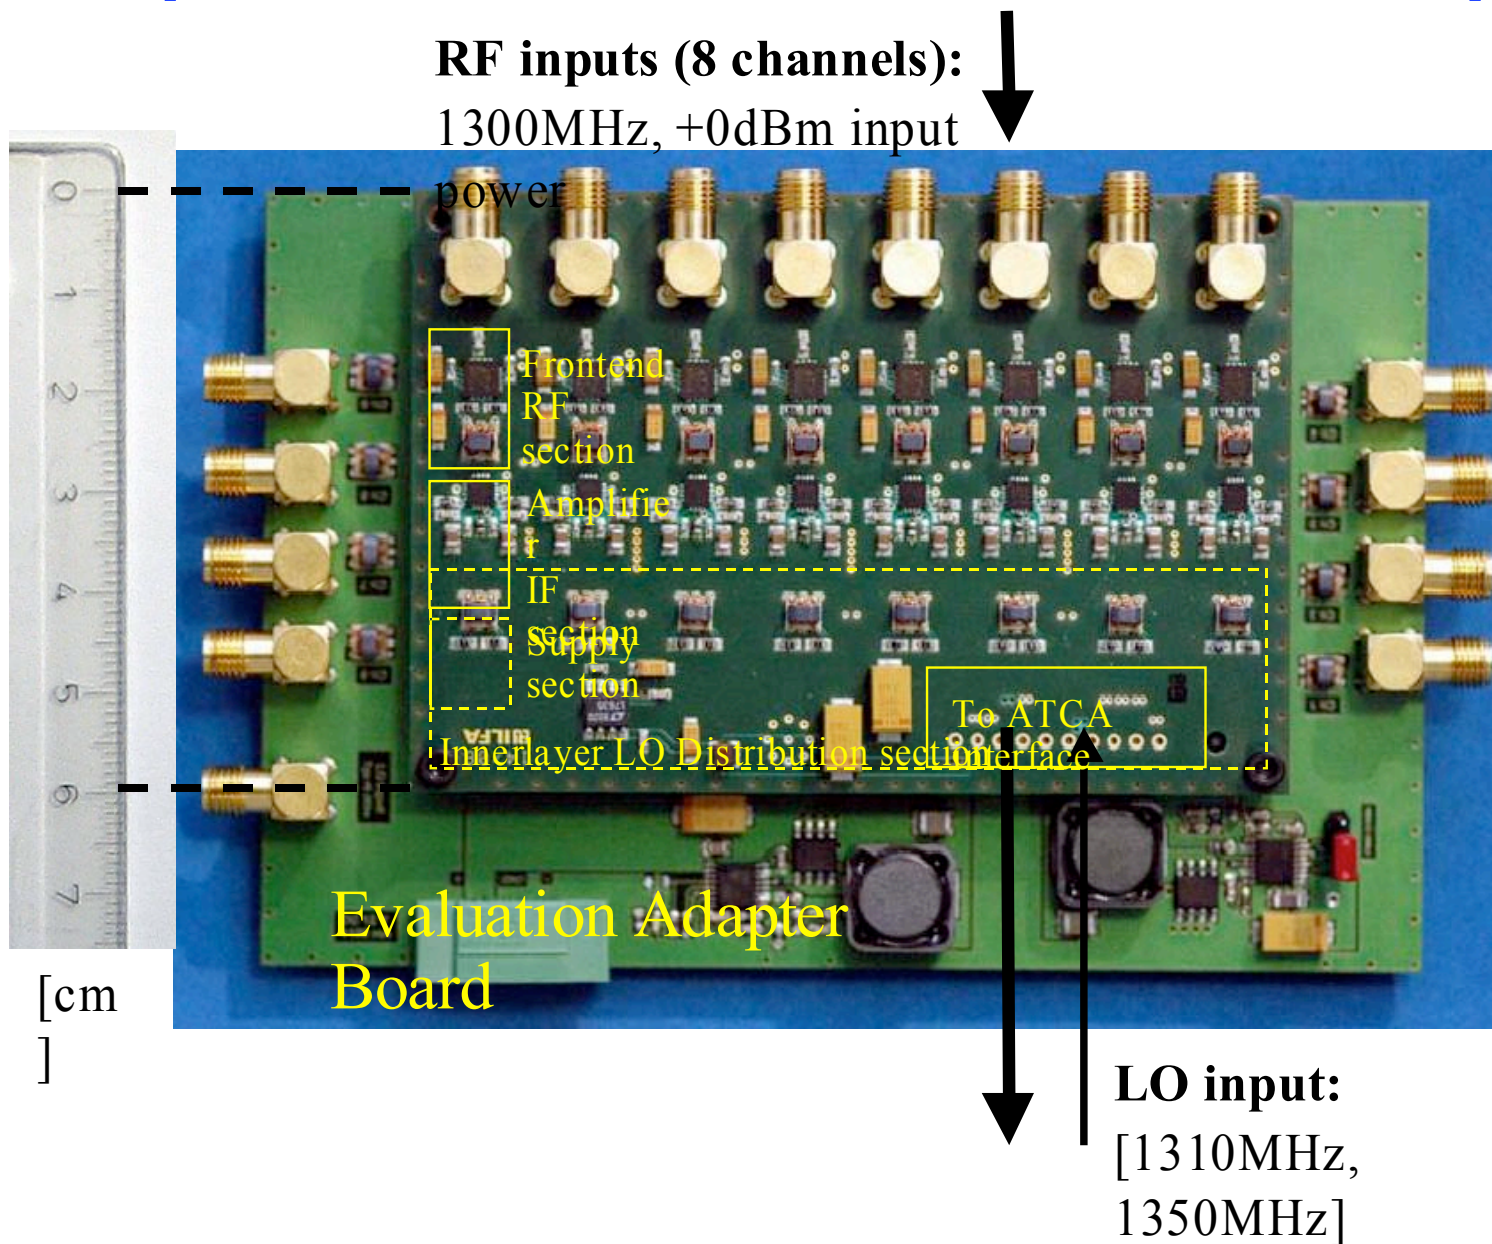 RF inputs (8 channels):
1300MHz, +0dBm input
power
0
1
2
3
4
5
6
7
[cm
]
Frontend
RF
section
Amplifie
r
IF
section
Supply
section
To ATCA
interface
Innerlayer LO Distribution section
ILFA
Evaluation Adapter
Board
LO input:
[1310MHz,
1350MHz]